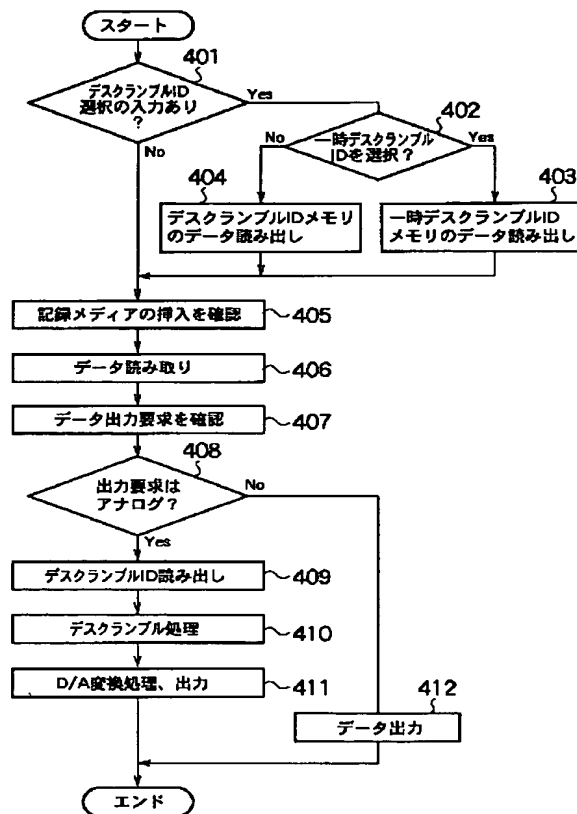 スタート
401
デスクランブルID
選択の入力あり
?
Yes
No
402
一時デスクランブル
IDを選択?
No
Yes
404
403
デスクランブルIDメモリ
のデータ読み出し
一時デスクランブルID
メモリのデータ読み出し
記録メディアの挿入を確認
405
データ読み取り
406
データ出力要求を確認
407
408
出力要求は
アナログ?
No
Yes
デスクランブルID読み出し
409
デスクランブル処理
410
D/A変換処理、出力
411
412
データ出力
エンド